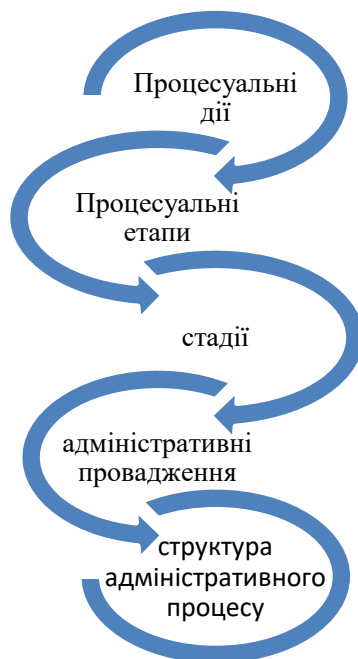 Процесуальні
дії
Процесуальні
етапи
стадії
адміністративні
провадження
структура
адміністративного
процесу